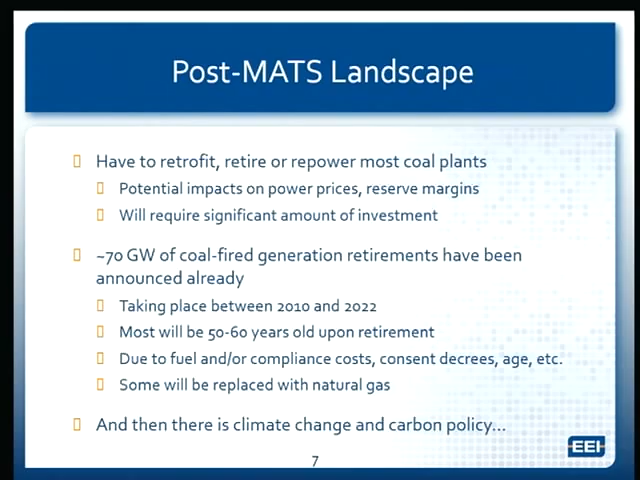 Post-MATS Landscape
Have to retrofit, retire or repower most coal plants
Potential impacts on power prices, reserve margins
Will require significant amount of investment
~70 GW of coal-fired generation retirements have been
announced already
Taking place between 2010 and 2022
Most will be 50-60 years old upon retirement
Due to fuel and/or compliance costs, consent decrees, age, etc.
Some will be replaced with natural gas
And then there is climate change and carbon policy...
EEI
7